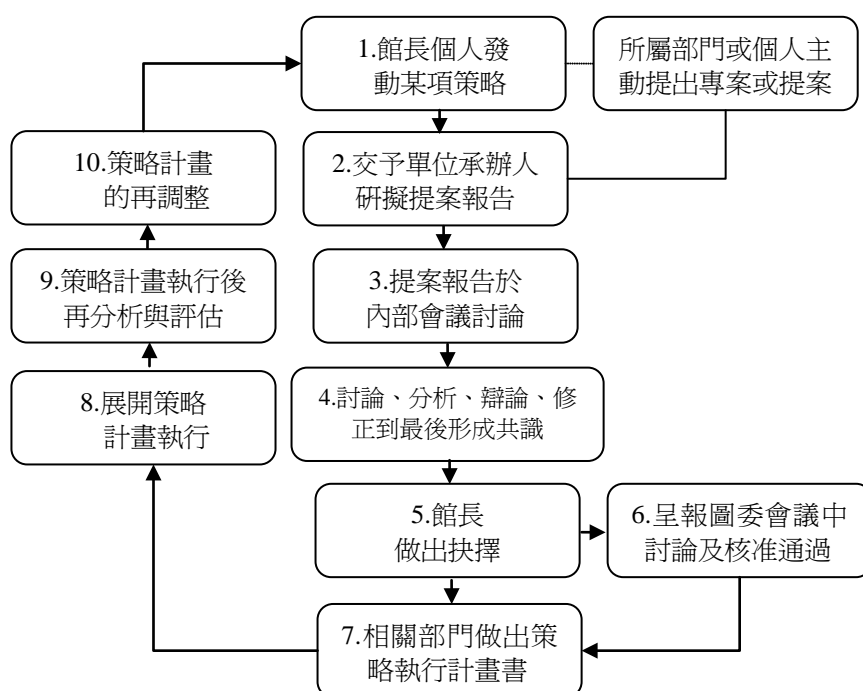 1.館長個人發
動某項策略
所屬部門或個人主
動提出專案或提案
10.策略計畫
的再調整
2.交予單位承辦人
研擬提案報告
9.策略計畫執行後
再分析與評估
3.提案報告於
內部會議討論
8.展開策略
計畫執行
4.討論、分析、辯論、修
正到最後形成共識
5.館長
做出抉擇
6.呈報圖委會議中
討論及核准通過
7.相關部門做出策
略執行計畫書